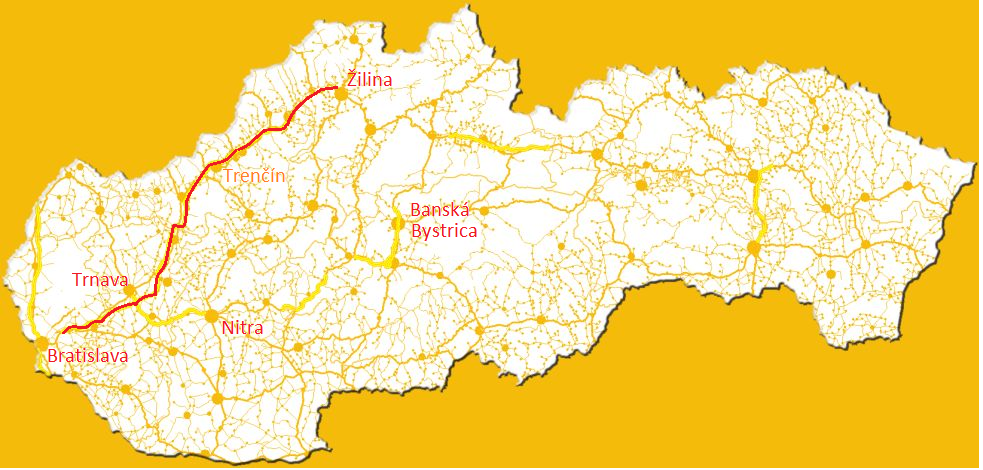 Žilina
Trenčín
Banská
Bystrica
Trnava
Nitra
Bratislava